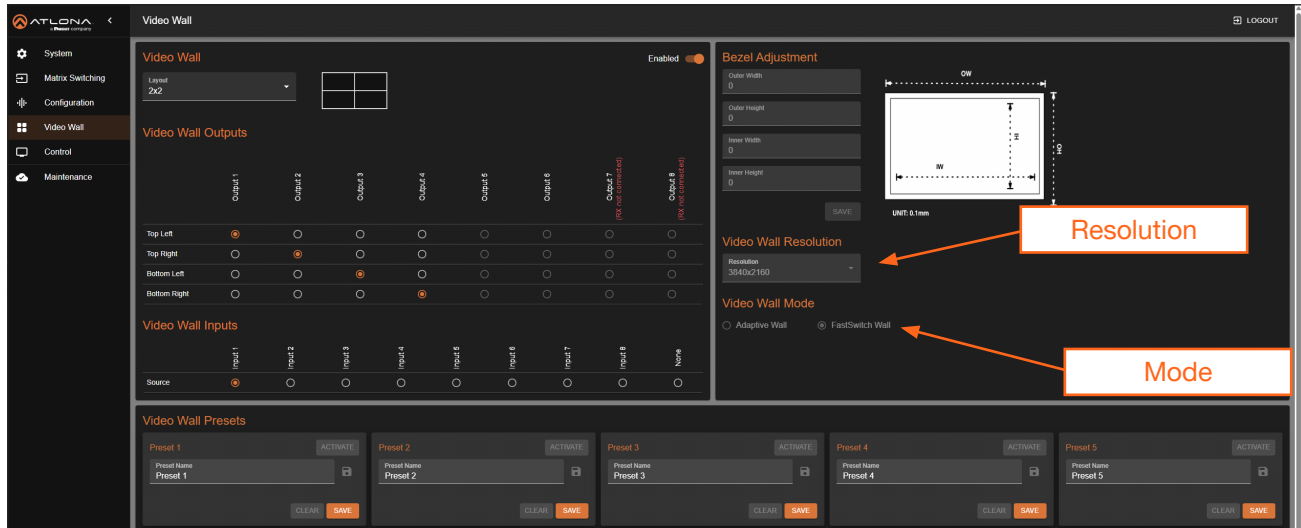 ATLONA
a Panduit company
Video Wall
LOGOUT
System
Matrix Switching
Configuration
Video Wall
Control
Maintenance
Video Wall
Enabled
Layout
2x2
Video Wall Outputs
Output 1
Output 2
Output 3
Output 4
Output 5
Output 6
Output 7
(RX not connected)
Output 8
(RX not connected)
Top Left
Top Right
Bottom Left
Bottom Right
Video Wall Inputs
Input 1
Input 2
Input 3
Input 4
Input 5
Input 6
Input 7
Input 8
None
Source
Bezel Adjustment
Outer Width
0
Outer Height
0
Inner Width
0
Inner Height
0
SAVE
OW
IH
OH
IW
UNIT: 0.1mm
Video Wall Resolution
Resolution
3840x2160
Video Wall Mode
Adaptive Wall
FastSwitch Wall
Resolution
Mode
Video Wall Presets
Preset 1
ACTIVATE
Preset Name
Preset 1
CLEAR
SAVE
Preset 2
ACTIVATE
Preset Name
Preset 2
CLEAR
SAVE
Preset 3
ACTIVATE
Preset Name
Preset 3
CLEAR
SAVE
Preset 4
ACTIVATE
Preset Name
Preset 4
CLEAR
SAVE
Preset 5
ACTIVATE
Preset Name
Preset 5
CLEAR
SAVE